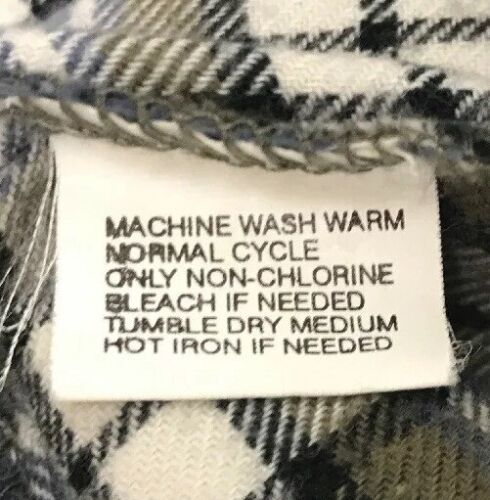 MACHINE WASH WARM
NORMAL CYCLE
ONLY NON-CHLORINE
BLEACH IF NEEDED
TUMBLE DRY MEDIUM
HOT IRON IF NEEDED